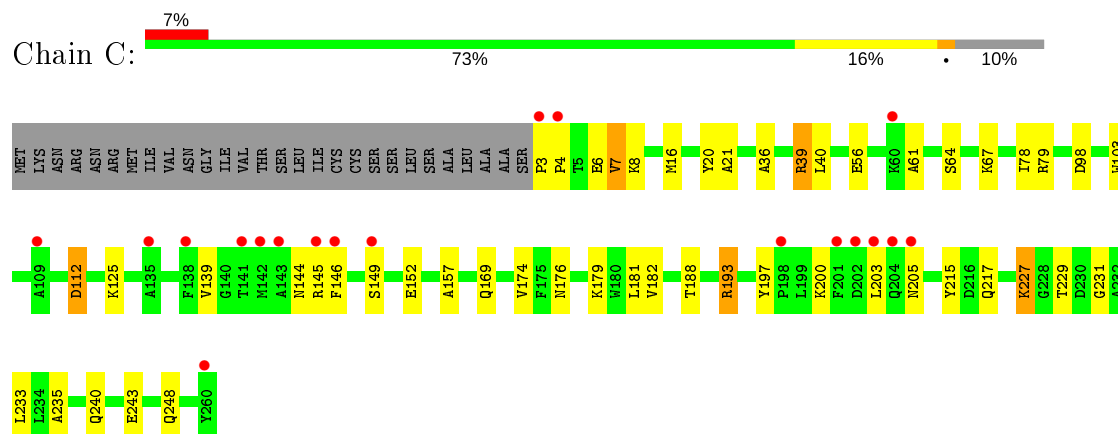 7%
Chain C:
73% 16% • 10%
MET LYS ASN ARG ASN ARG MET ILE VAL ASN GLY ILE VAL THR SER LEU ILE CYS CYS SER SER LEU SER ALA LEU ALA ALA SER P3 P4 T5 E6 V7 K8 M16 Y20 A21 A36 R39 L40 E56 K60 A61 S64 K67 I78 R79 D98 W103
A109 D112 K125 A135 F138 V139 G140 T141 M142 A143 N144 R145 F146 S149 E152 A157 Q169 V174 F175 N176 K179 W180 L181 V182 T188 R193 Y197 P198 L199 K200 F201 D202 L203 Q204 N205 Y215 D216 Q217 K227 G228 T229 D230 G231 A232
L233 L234 A235 Q240 E243 Q248 Y260